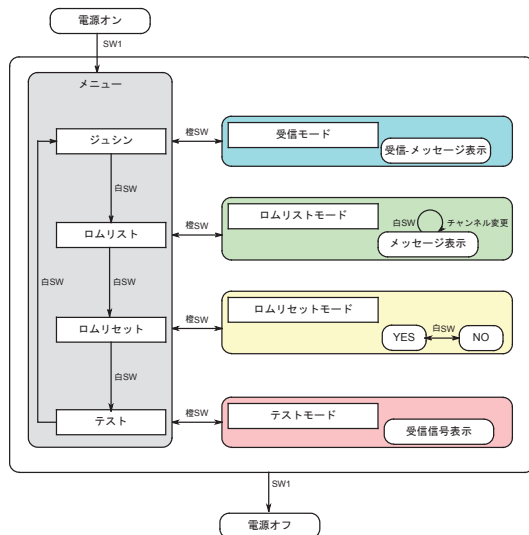 電源オン
SW1
メニュー
ジュシン
橙SW
受信モード
受信-メッセージ表示
白SW
ロムリスト
橙SW
ロムリストモード
白SW
チャンネル変更
メッセージ表示
白SW
白SW
ロムリセット
橙SW
ロムリセットモード
YES
白SW
NO
白SW
テスト
橙SW
テストモード
受信信号表示
SW1
電源オフ